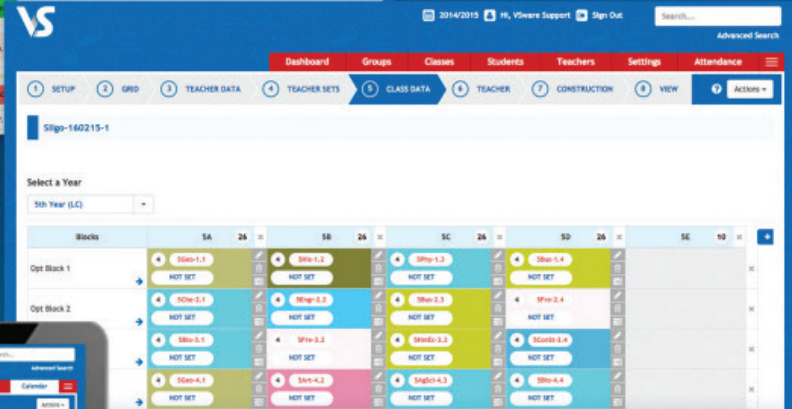 VS
2014/2015 Hi, VSware Support Sign Out Search...
Advanced Search
Dashboard Groups Classes Students Teachers Settings Attendance
1 SETUP 2 GRID 3 TEACHER DATA 4 TEACHER SETS 5 CLASS DATA 6 TEACHER 7 CONSTRUCTION 8 VIEW ? Actions
Sligo-160215-1
Select a Year
5th Year (LC)
Blocks 5A 26 × 5B 26 × 5C 26 × 5D 26 × 5E 10 × +
Opt Block 1 4 5Geo-1.1 4 5His-1.2 4 5Phy-1.3 4 5Bus-1.4
NOT SET NOT SET NOT SET NOT SET
Opt Block 2 4 5Che-2.1 4 5Engr-2.2 4 5Bus-2.3 4 5Fre-2.4
NOT SET NOT SET NOT SET NOT SET
4 5Bio-3.1 4 5Fre-3.2 4 5HmEc-3.3 4
NOT SET NOT SET NOT SET NOT SET
4 5Geo-4.1 4 5Art-4.2 4 5AgSci-4.3 4 5Bio-4.4
NOT SET NOT SET NOT SET NOT SET
Advanced Search
Calendar
Actions